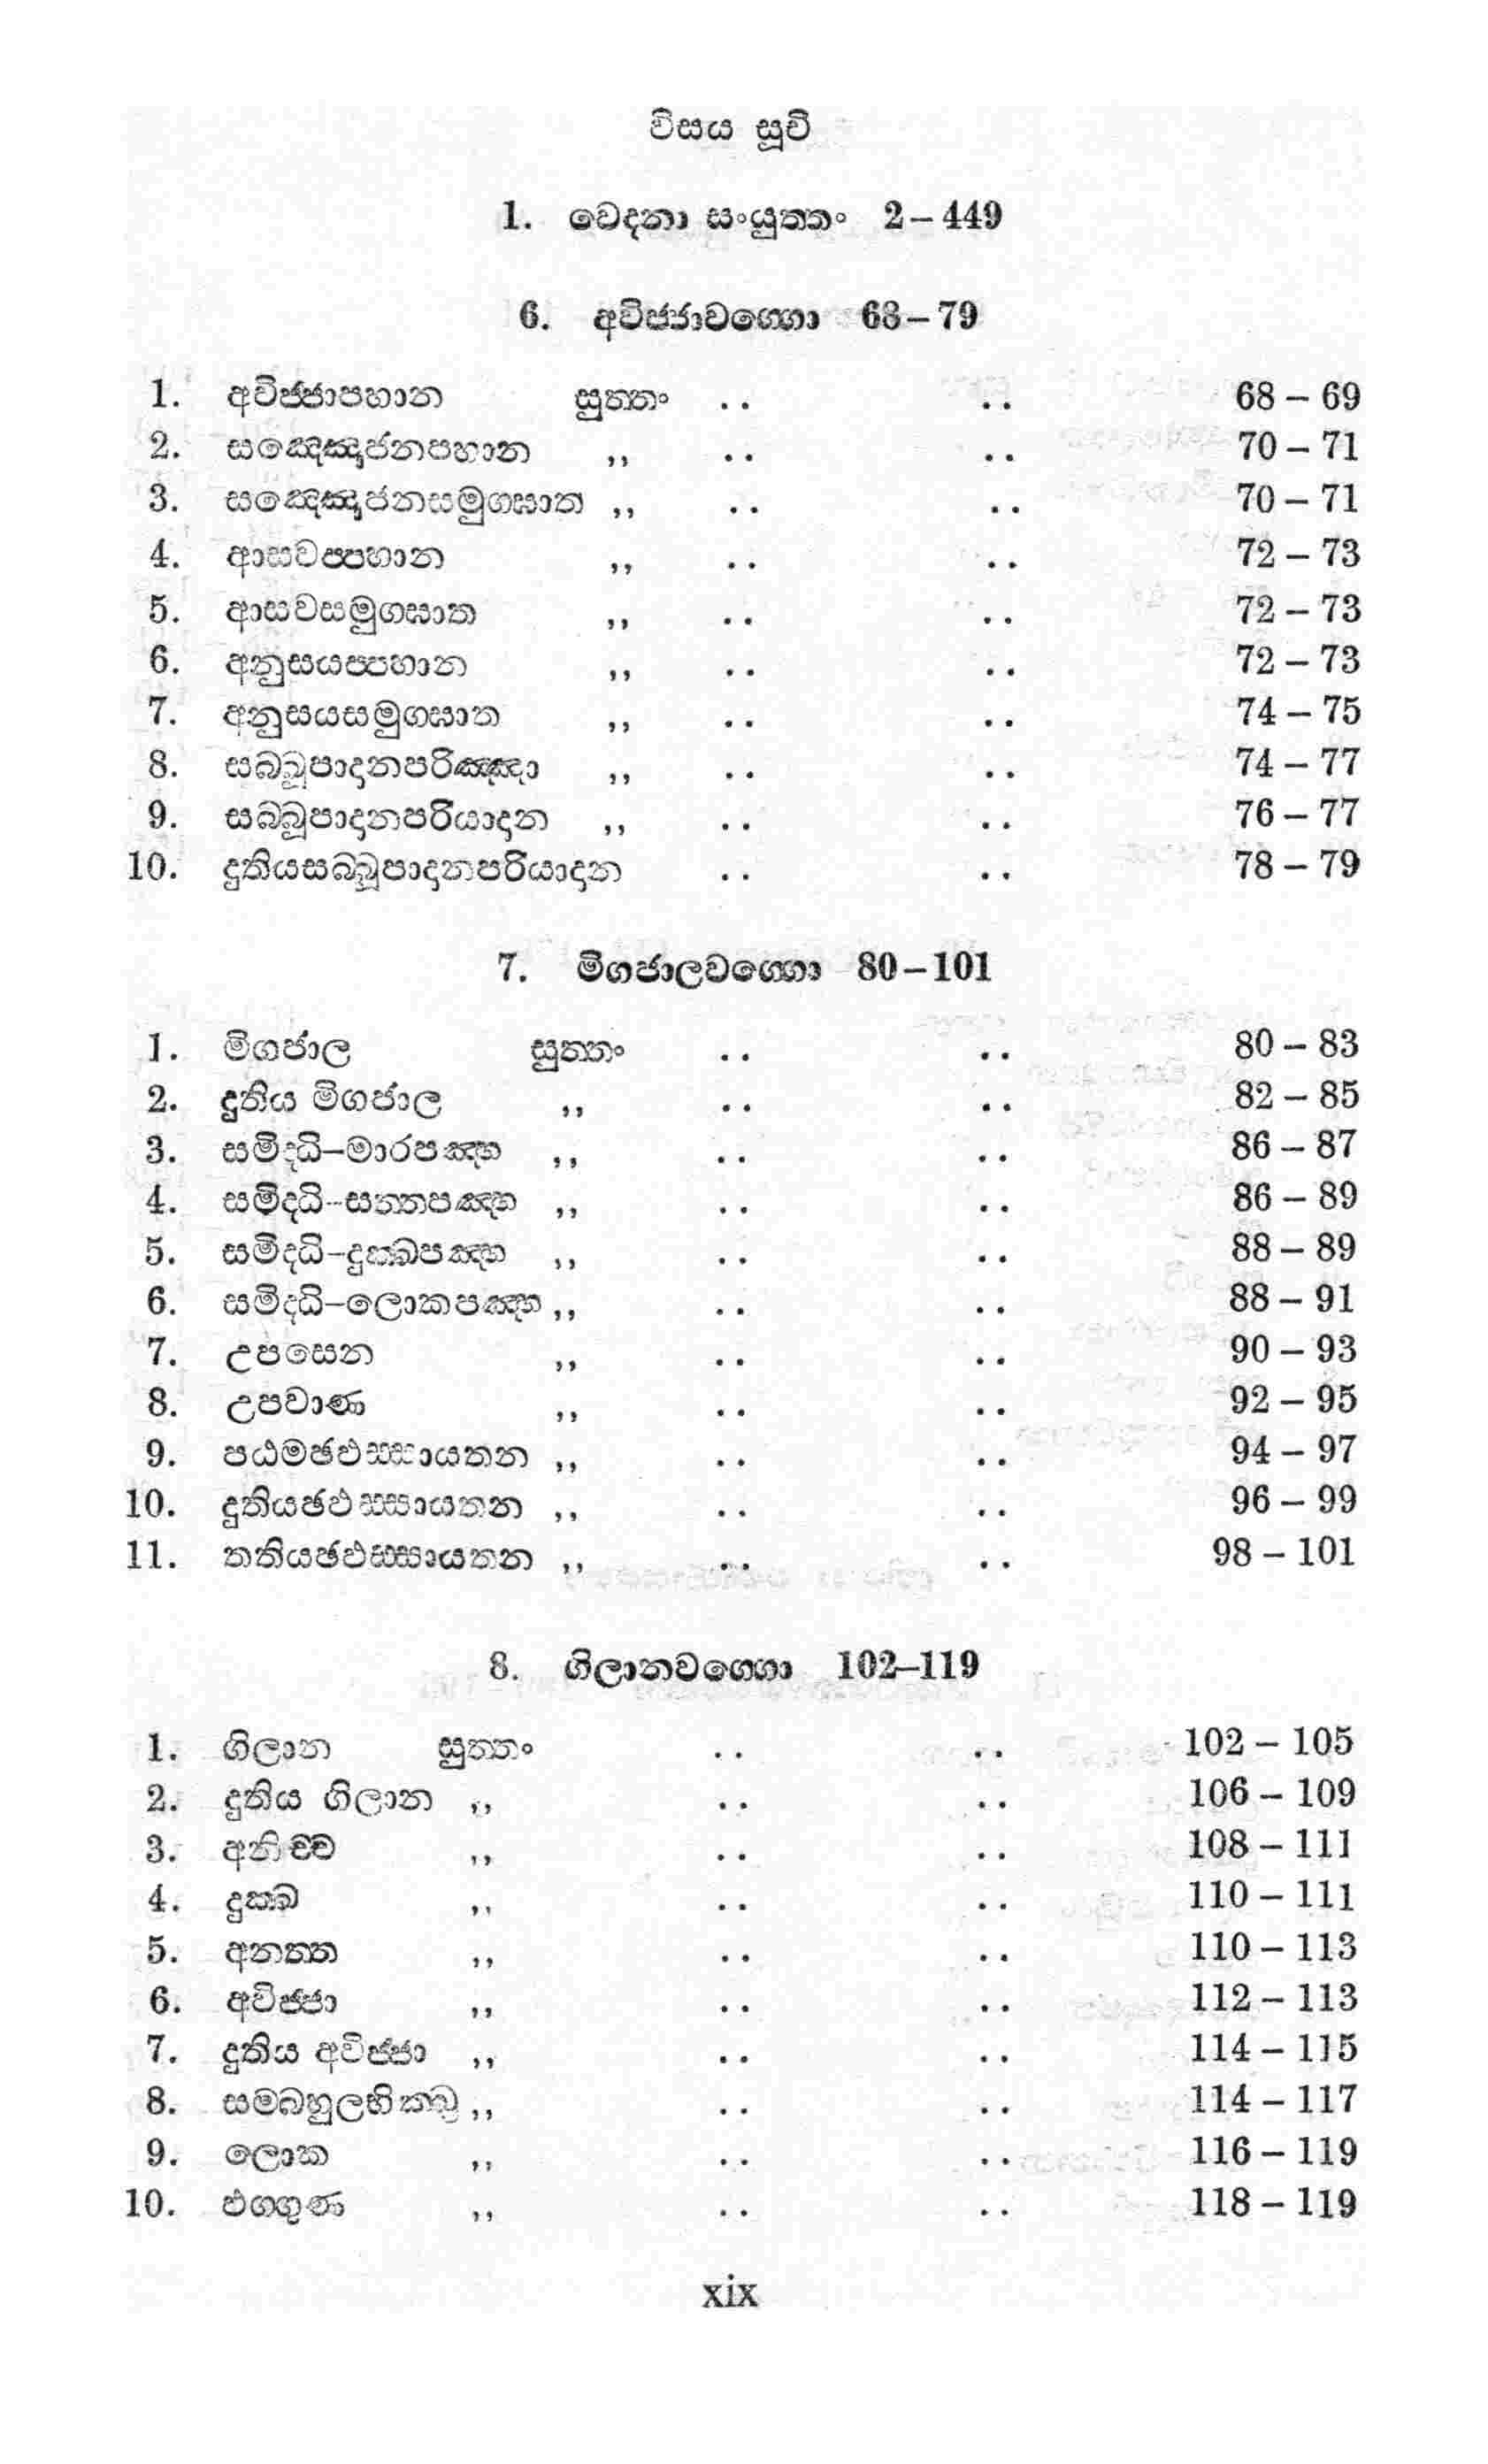 විසය සූචි
1. වෙදනා සංයුත්තං 2 – 449
6. අවිජ්ජාවග්ගො 68 – 79
1. අවිජ්ජාපහාන සුත්තං . . . . 68 – 69
2. සඤ්ඤොජනපහාන ,, . . . . 70 – 71
3. සඤ්ඤොජනසමුග්ඝාත ,, . . . . 70 – 71
4. ආසවප්පහාන ,, . . . . 72 – 73
5. ආසවසමුග්ඝාත ,, . . . . 72 – 73
6. අනුසයප්පහාන ,, . . . . 72 – 73
7. අනුසයසමුග්ඝාත ,, . . . . 74 – 75
8. සබ්බූපාදානපරිඤ්ඤා ,, . . . . 74 – 77
9. සබ්බූපාදානපරියාදාන ,, . . . . 76 – 77
10. දුතියසබ්බූපාදානපරියාදාන . . . . 78 – 79
7. මිගජාලවග්ගො 80 – 101
1. මිගජාල සුත්තං . . . . 80 – 83
2. දුතිය මිගජාල ,, . . . . 82 – 85
3. සමිද්ධි–මාරපඤ්හ ,, . . . . 86 – 87
4. සමිද්ධි–සත්තපඤ්හ ,, . . . . 86 – 89
5. සමිද්ධි–දුක්ඛපඤ්හ ,, . . . . 88 – 89
6. සමිද්ධි–ලොකපඤ්හ ,, . . . . 88 – 91
7. උපසෙන ,, . . . . 90 – 93
8. උපවාණ ,, . . . . 92 – 95
9. පඨමඡඵස්සායතන ,, . . . . 94 – 97
10. දුතියඡඵස්සායතන ,, . . . . 96 – 99
11. තතියඡඵස්සායතන ,, . . . . 98 – 101
8. ගිලානවග්ගො 102–119
1. ගිලාන සුත්තං . . . . 102 – 105
2. දුතිය ගිලාන ,, . . . . 106 – 109
3. අනිච්ච ,, . . . . 108 – 111
4. දුක්ඛ ,, . . . . 110 – 111
5. අනත්ත ,, . . . . 110 – 113
6. අවිජ්ජා ,, . . . . 112 – 113
7. දුතිය අවිජ්ජා ,, . . . . 114 – 115
8. සම්බහුලභික්ඛු ,, . . . . 114 – 117
9. ලොක ,, . . . . 116 – 119
10. ඵග්ගුණ ,, . . . . 118 – 119
xix